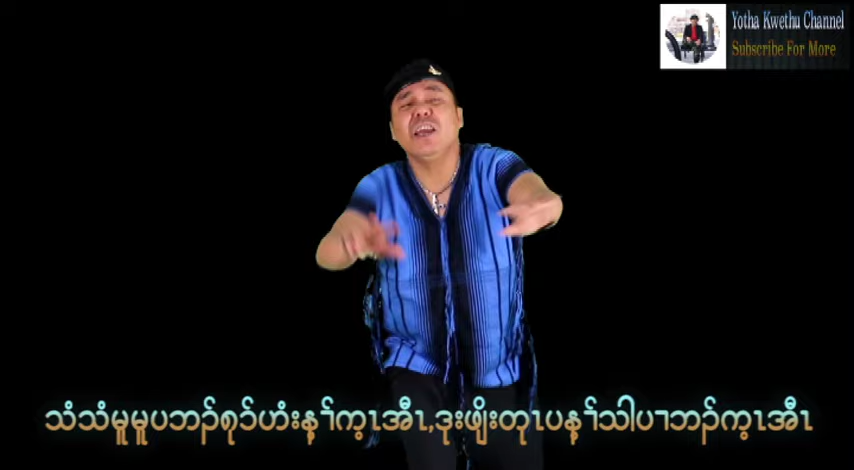 Yotha Kwethu Channel
Subscribe For More
သံသံမူမူပဘၣ်စုာ်ဟံးန့ၢ်က့ၤအီၤ,ဒုးဖျိးတုၤပန့ၢ်သါပှၤဘၣ်က့ၤအီၤ